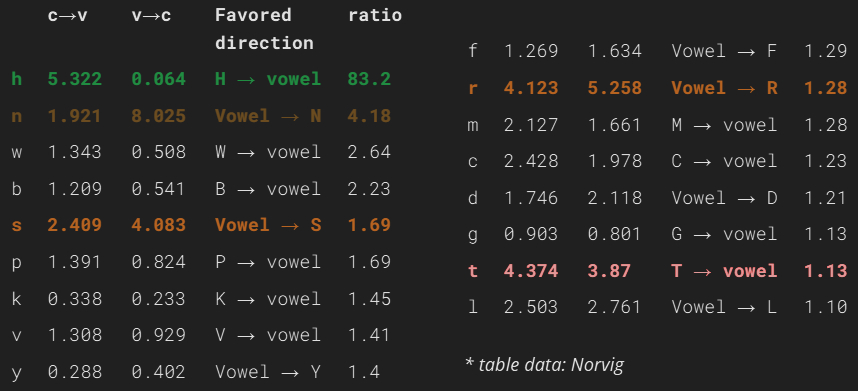 c→v v→c Favored direction ratio
h 5.322 0.064 H → vowel 83.2
n 1.921 8.025 Vowel → N 4.18
w 1.343 0.508 W → vowel 2.64
b 1.209 0.541 B → vowel 2.23
s 2.409 4.083 Vowel → S 1.69
p 1.391 0.824 P → vowel 1.69
k 0.338 0.233 K → vowel 1.45
v 1.308 0.929 V → vowel 1.41
y 0.288 0.402 Vowel → Y 1.4
f 1.269 1.634 Vowel → F 1.29
r 4.123 5.258 Vowel → R 1.28
m 2.127 1.661 M → vowel 1.28
c 2.428 1.978 C → vowel 1.23
d 1.746 2.118 Vowel → D 1.21
g 0.903 0.801 G → vowel 1.13
t 4.374 3.87 T → vowel 1.13
l 2.503 2.761 Vowel → L 1.10
* table data: Norvig